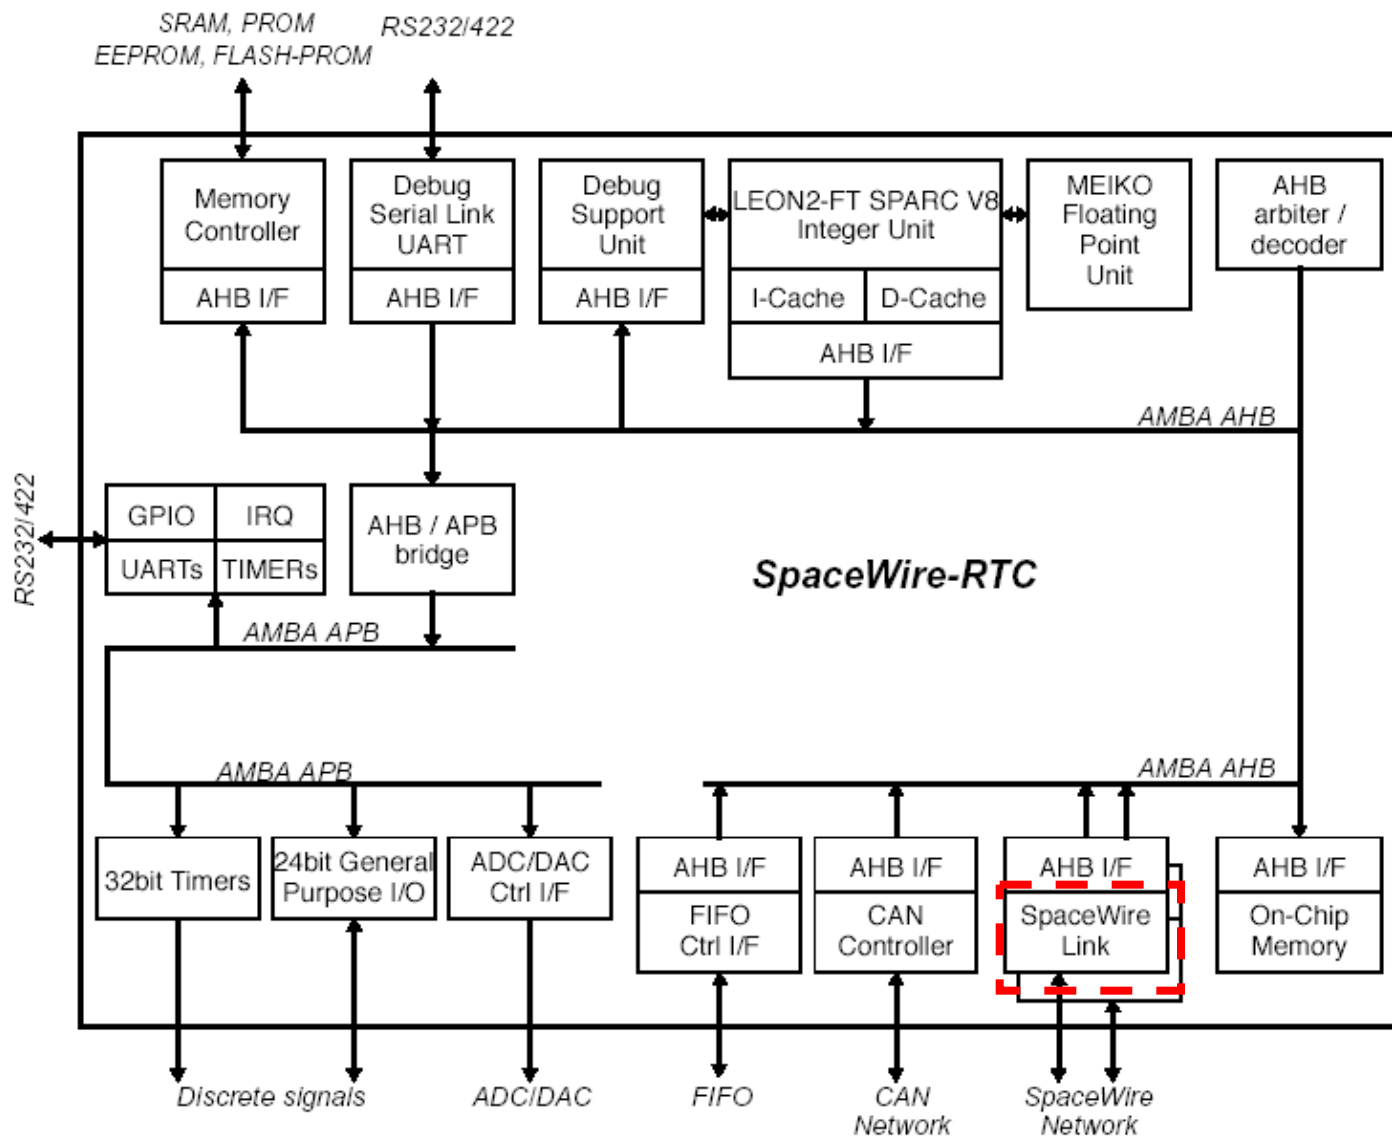 SRAM, PROM
EEPROM, FLASH-PROM
RS232/422
Memory
Controller
AHB I/F
Debug
Serial Link
UART
AHB I/F
Debug
Support
Unit
AHB I/F
LEON2-FT SPARC V8
Integer Unit
I-Cache
D-Cache
AHB I/F
MEIKO
Floating
Point
Unit
AHB
arbiter /
decoder
AMBA AHB
RS232/422
GPIO
IRQ
UARTs
TIMERs
AHB / APB
bridge
SpaceWire-RTC
AMBA APB
AMBA APB
AMBA AHB
32bit Timers
24bit General
Purpose I/O
ADC/DAC
Ctrl I/F
AHB I/F
FIFO
Ctrl I/F
AHB I/F
CAN
Controller
AHB I/F
SpaceWire
Link
AHB I/F
On-Chip
Memory
Discrete signals
ADC/DAC
FIFO
CAN
Network
SpaceWire
Network